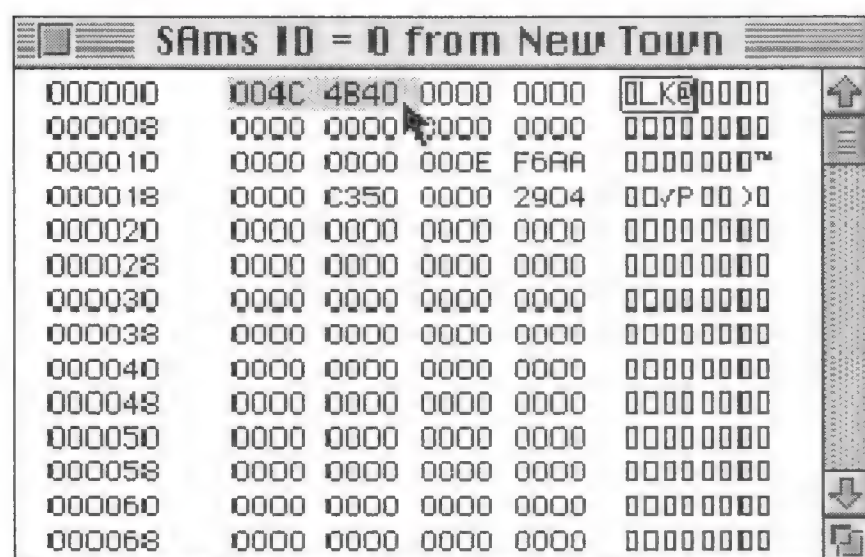 SAms ID = 0 from New Town
000000 004C 4B40 0000 0000 □LK@□□□□
000008 0000 0000 0000 0000 □□□□□□□□
000010 0000 0000 000E F6AA □□□□□□□™
000018 0000 C350 0000 2904 □□√P□□)□
000020 0000 0000 0000 0000 □□□□□□□□
000028 0000 0000 0000 0000 □□□□□□□□
000030 0000 0000 0000 0000 □□□□□□□□
000038 0000 0000 0000 0000 □□□□□□□□
000040 0000 0000 0000 0000 □□□□□□□□
000048 0000 0000 0000 0000 □□□□□□□□
000050 0000 0000 0000 0000 □□□□□□□□
000058 0000 0000 0000 0000 □□□□□□□□
000060 0000 0000 0000 0000 □□□□□□□□
000068 0000 0000 0000 0000 □□□□□□□□